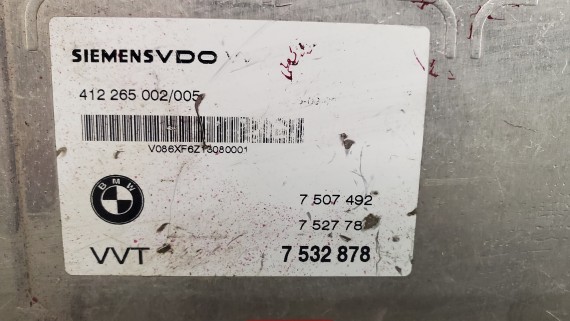 SIEMENSVDO
412 265 002/005
V086XF6Z13080001
BMW
7 507 492
7 527 78
VVT 7 532 878